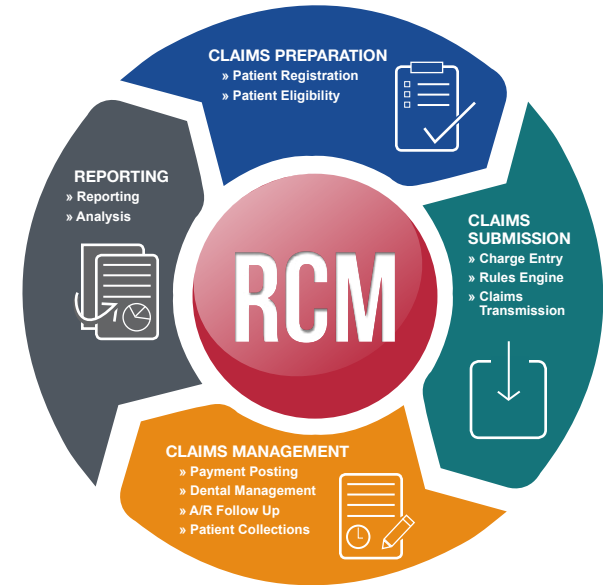 CLAIMS PREPARATION
» Patient Registration
» Patient Eligibility
CLAIMS
SUBMISSION
» Charge Entry
» Rules Engine
» Claims
Transmission
CLAIMS MANAGEMENT
» Payment Posting
» Dental Management
» A/R Follow Up
» Patient Collections
REPORTING
» Reporting
» Analysis
RCM